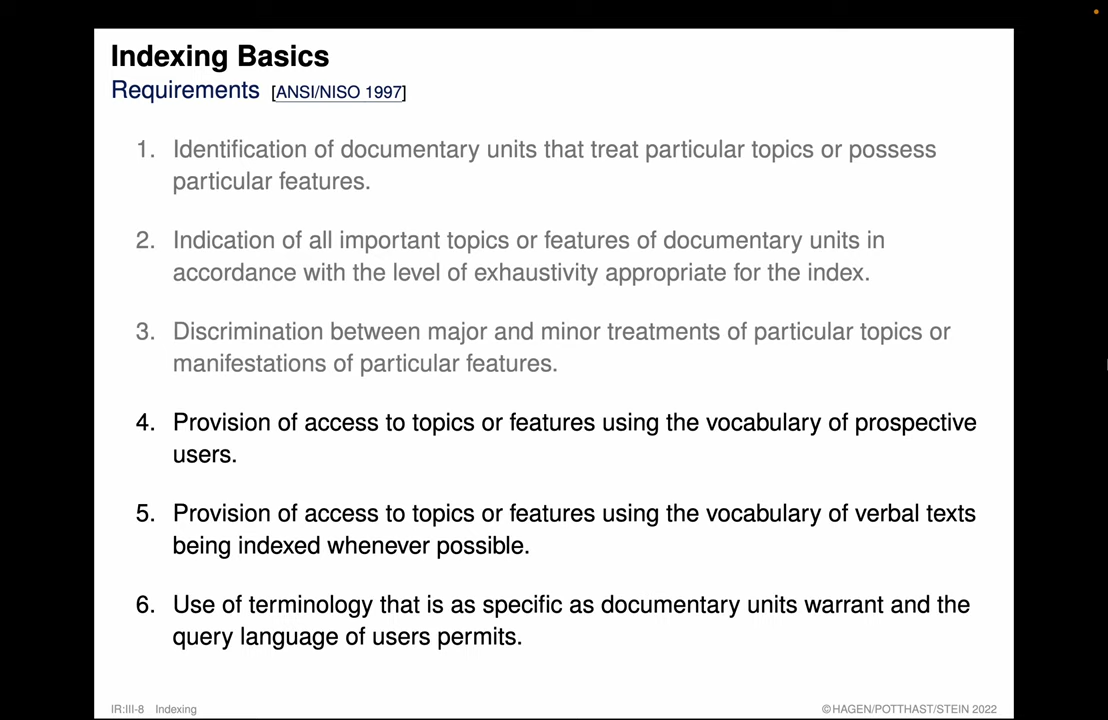 Indexing Basics
Requirements [ANSI/NISO 1997]
1. Identification of documentary units that treat particular topics or possess
particular features.
2. Indication of all important topics or features of documentary units in
accordance with the level of exhaustivity appropriate for the index.
3. Discrimination between major and minor treatments of particular topics or
manifestations of particular features.
4. Provision of access to topics or features using the vocabulary of prospective
users.
5. Provision of access to topics or features using the vocabulary of verbal texts
being indexed whenever possible.
6. Use of terminology that is as specific as documentary units warrant and the
query language of users permits.
IR:III-8 Indexing ©HAGEN/POTTHAST/STEIN 2022